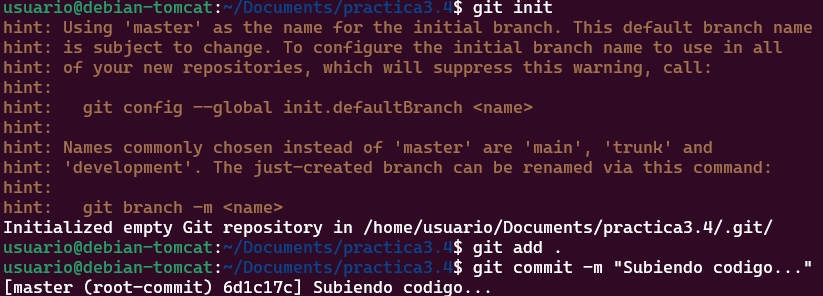 usuario@debian-tomcat:~/Documents/practica3.4$ git init
hint: Using 'master' as the name for the initial branch. This default branch name
hint: is subject to change. To configure the initial branch name to use in all
hint: of your new repositories, which will suppress this warning, call:
hint:
hint:   git config --global init.defaultBranch <name>
hint:
hint: Names commonly chosen instead of 'master' are 'main', 'trunk' and
hint: 'development'. The just-created branch can be renamed via this command:
hint:
hint:   git branch -m <name>
Initialized empty Git repository in /home/usuario/Documents/practica3.4/.git/
usuario@debian-tomcat:~/Documents/practica3.4$ git add .
usuario@debian-tomcat:~/Documents/practica3.4$ git commit -m "Subiendo codigo..."
[master (root-commit) 6d1c17c] Subiendo codigo...